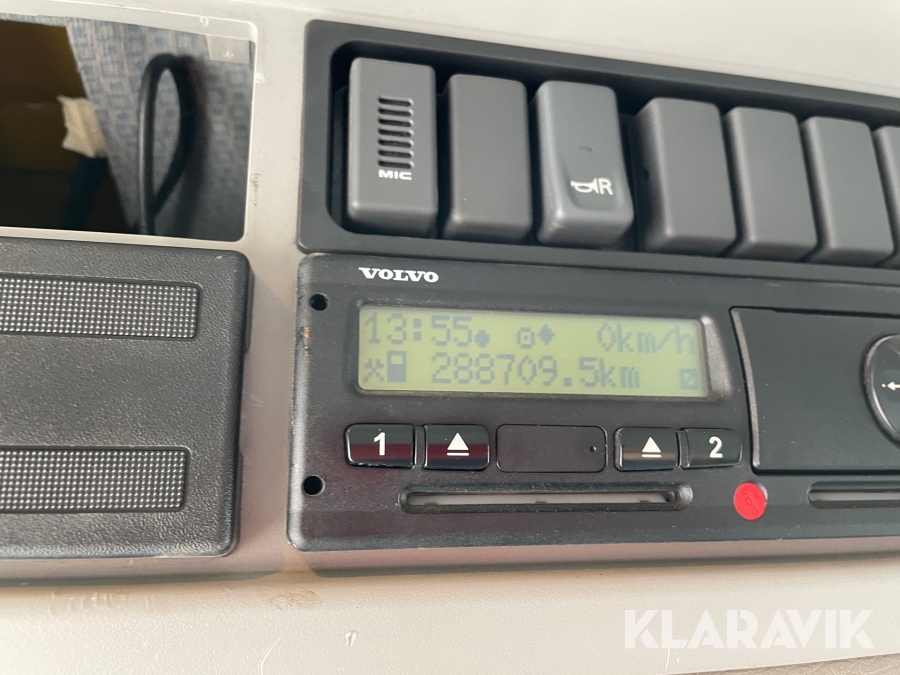 MIC
R
VOLVO
13:55 0km/h
288709.5km
1
2
KLARAVIK